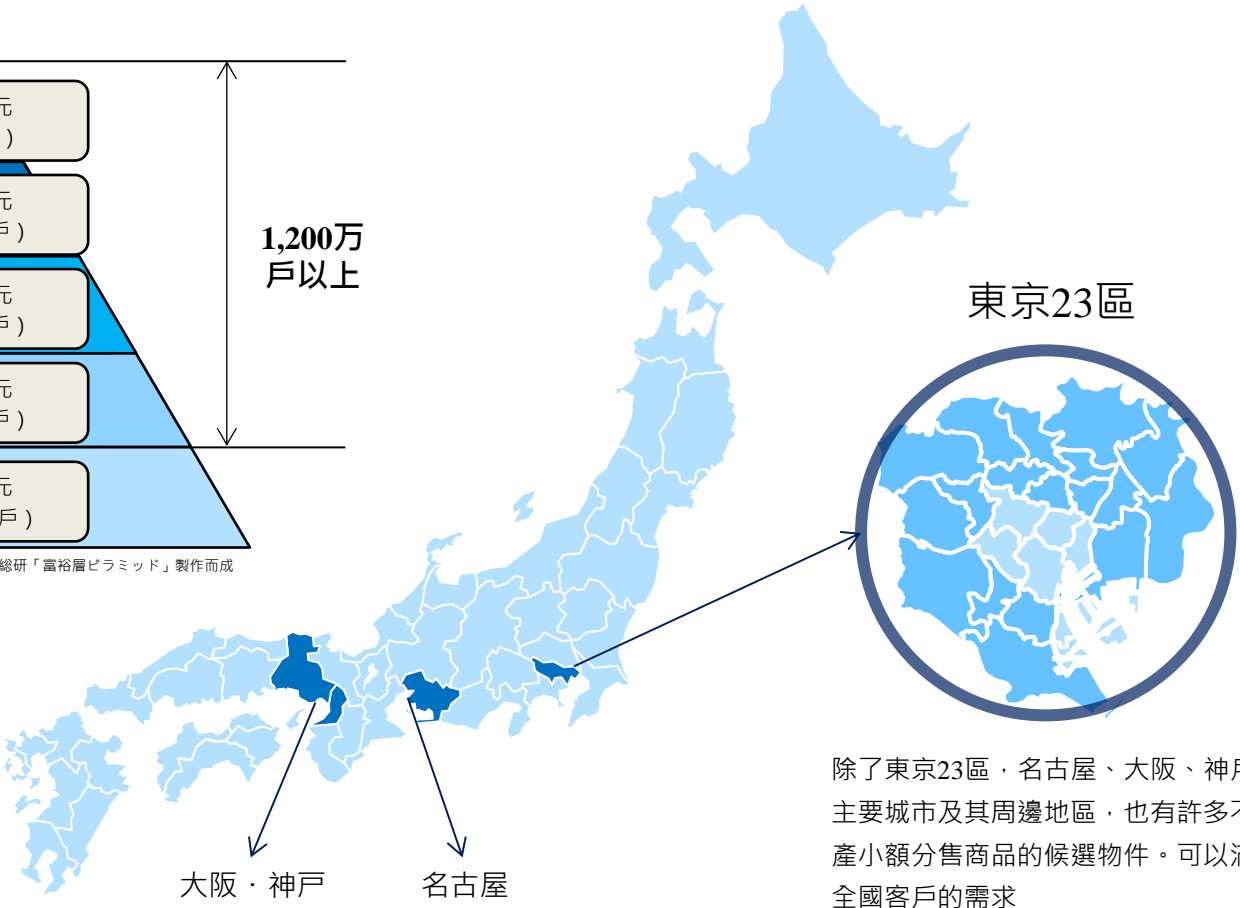 元
)
元
戶 )
元
戶 )
元
戶 )
元
戶 )
総研「富裕層ピラミッド」製作而成
1,200万
戶以上
東京23區
大阪・神戸
名古屋
除了東京23區，名古屋、大阪、神戶
主要城市及其周邊地區，也有許多不
產小額分售商品的候選物件。可以滿
全國客戶的需求